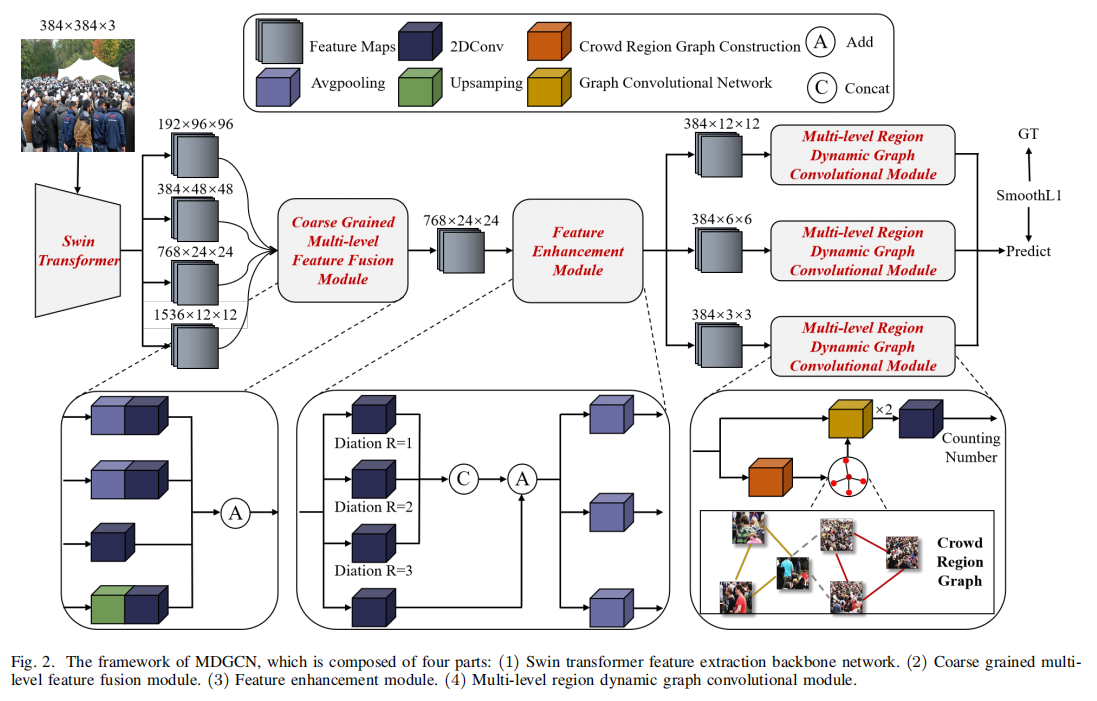 384×384×3
Feature Maps
2DConv
Crowd Region Graph Construction
A
Add
Avgpooling
Upsamping
Graph Convolutional Network
C
Concat
192×96×96
384×48×48
768×24×24
1536×12×12
Swin
Transformer
Coarse Grained
Multi-level
Feature Fusion
Module
768×24×24
Feature
Enhancement
Module
384×12×12
Multi-level Region
Dynamic Graph
Convolutional Module
384×6×6
Multi-level Region
Dynamic Graph
Convolutional Module
384×3×3
Multi-level Region
Dynamic Graph
Convolutional Module
GT
SmoothL1
Predict
A
Diation R=1
Diation R=2
Diation R=3
C
A
×2
Counting
Number
Crowd
Region
Graph
Fig. 2. The framework of MDGCN, which is composed of four parts: (1) Swin transformer feature extraction backbone network. (2) Coarse grained multi-
level feature fusion module. (3) Feature enhancement module. (4) Multi-level region dynamic graph convolutional module.